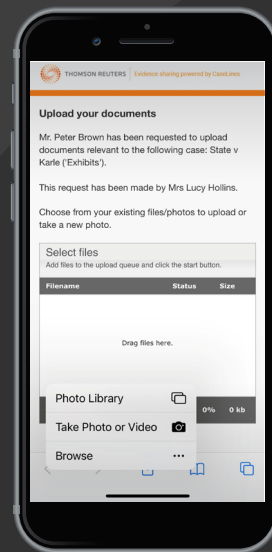 THOMSON REUTERS | Evidence sharing powered by CaseLines
Upload your documents
Mr. Peter Brown has been requested to upload
documents relevant to the following case: State v
Karle ('Exhibits').
This request has been made by Mrs Lucy Hollins.
Choose from your existing files/photos to upload or
take a new photo.
Select files
Add files to the upload queue and click the start button.
Filename Status Size
Drag files here.
Photo Library
0% 0 kb
Take Photo or Video
Browse